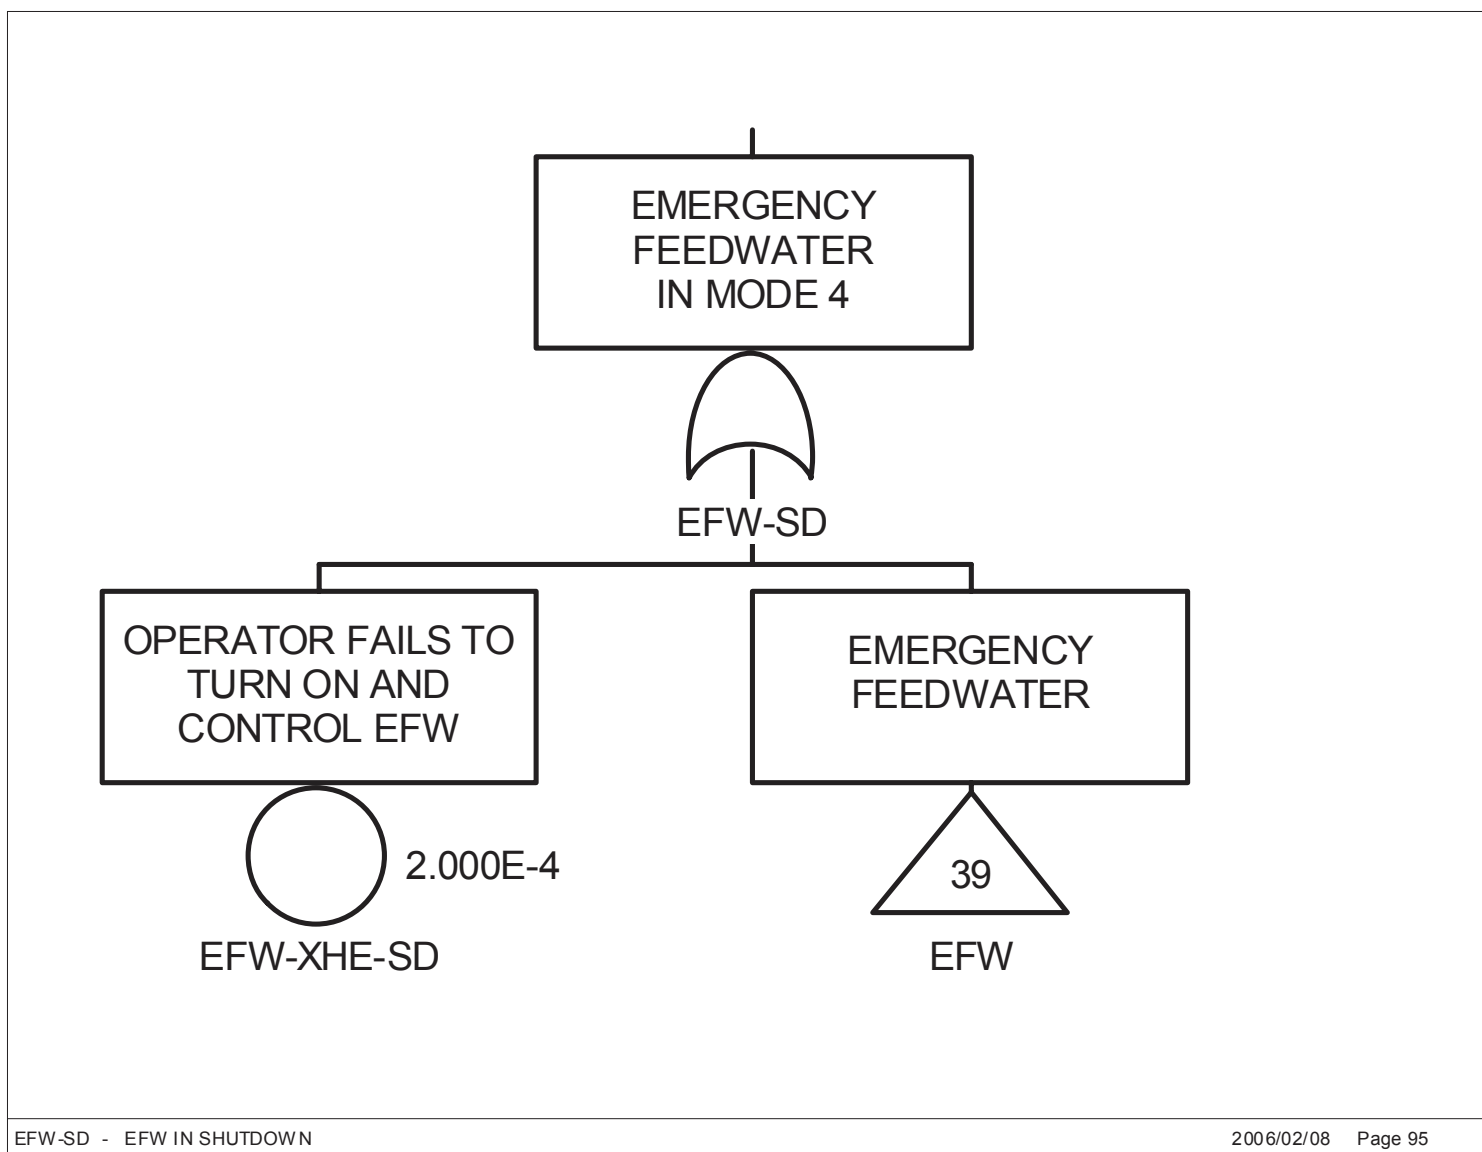 EMERGENCY
FEEDWATER
IN MODE 4
EFW-SD
OPERATOR FAILS TO
TURN ON AND
CONTROL EFW
EMERGENCY
FEEDWATER
2.000E-4
39
EFW-XHE-SD
EFW
EFW-SD - EFW IN SHUTDOWN
2006/02/08 Page 95